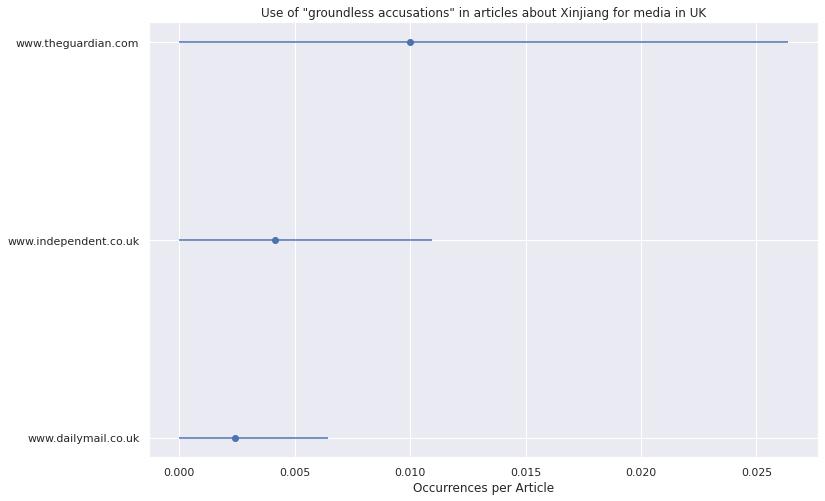 Use of "groundless accusations" in articles about Xinjiang for media in UK
www.theguardian.com
www.independent.co.uk
www.dailymail.co.uk
0.000 0.005 0.010 0.015 0.020 0.025
Occurrences per Article